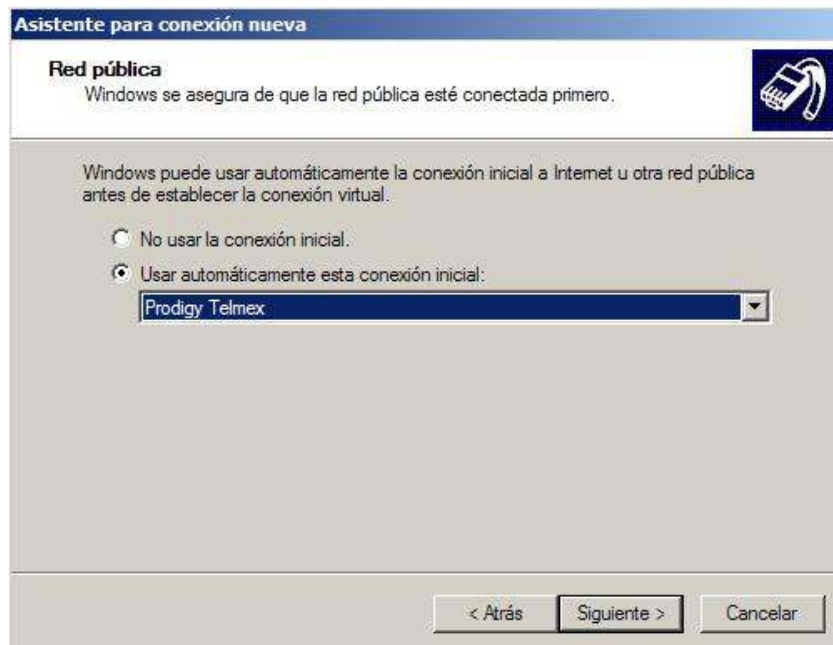 Asistente para conexión nueva
Red pública
Windows se asegura de que la red pública esté conectada primero.
Windows puede usar automáticamente la conexión inicial a Internet u otra red pública
antes de establecer la conexión virtual.
No usar la conexión inicial.
Usar automáticamente esta conexión inicial:
Prodigy Telmex
< Atrás
Siguiente >
Cancelar